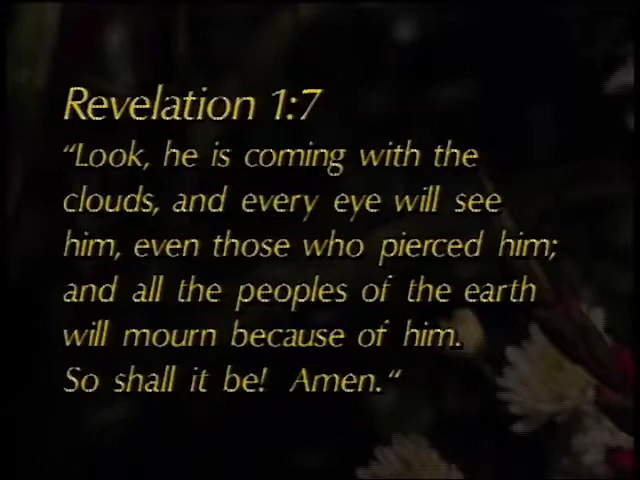 Revelation 1:7
“Look, he is coming with the
clouds, and every eye will see
him, even those who pierced him;
and all the peoples of the earth
will mourn because of him.
So shall it be! Amen.“